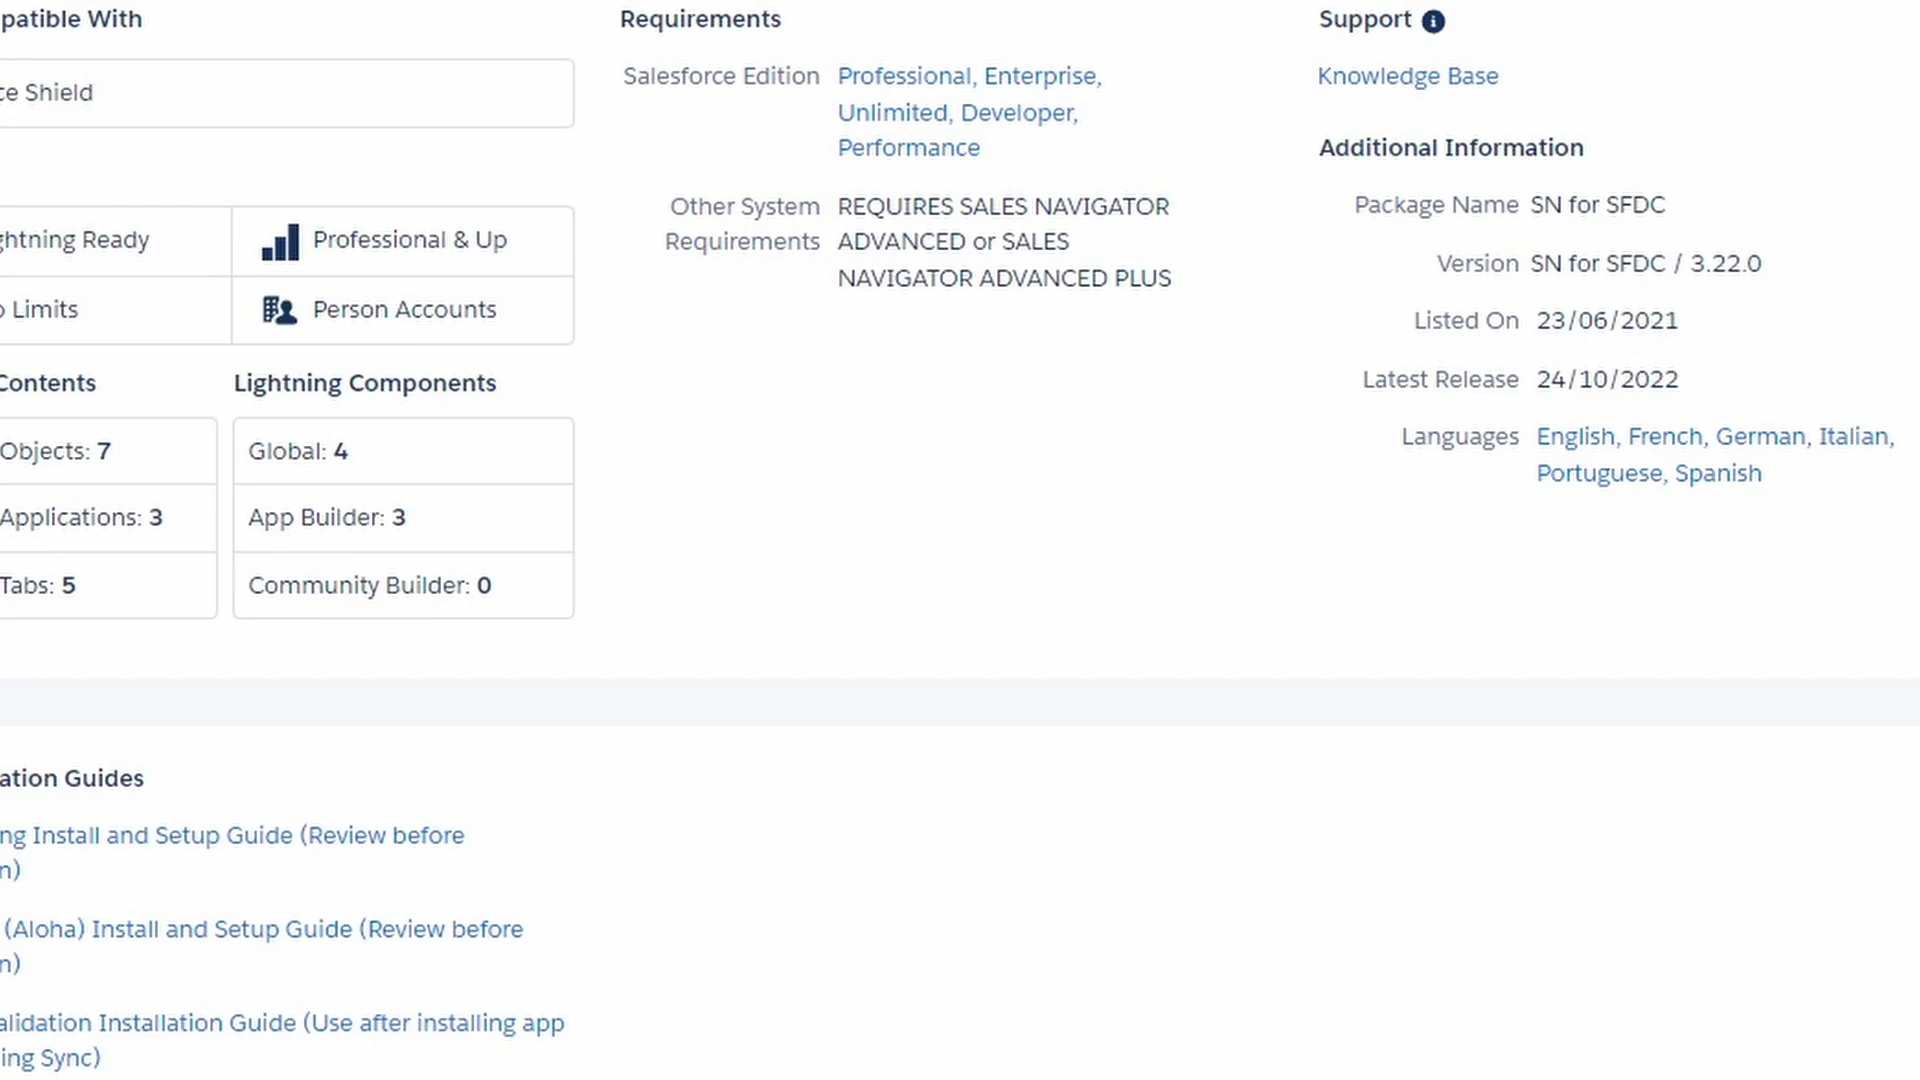 patible With
ce Shield
ghtning Ready
Professional & Up
o Limits
Person Accounts
Contents
Objects: 7
Applications: 3
Tabs: 5
Lightning Components
Global: 4
App Builder: 3
Community Builder: 0
Requirements
Salesforce Edition
Professional, Enterprise,
Unlimited, Developer,
Performance
Other System
Requirements
REQUIRES SALES NAVIGATOR
ADVANCED or SALES
NAVIGATOR ADVANCED PLUS
Support
Knowledge Base
Additional Information
Package Name SN for SFDC
Version SN for SFDC / 3.22.0
Listed On 23/06/2021
Latest Release 24/10/2022
Languages English, French, German, Italian,
Portuguese, Spanish
ation Guides
ng Install and Setup Guide (Review before
n)
(Aloha) Install and Setup Guide (Review before
n)
alidation Installation Guide (Use after installing app
ing Sync)